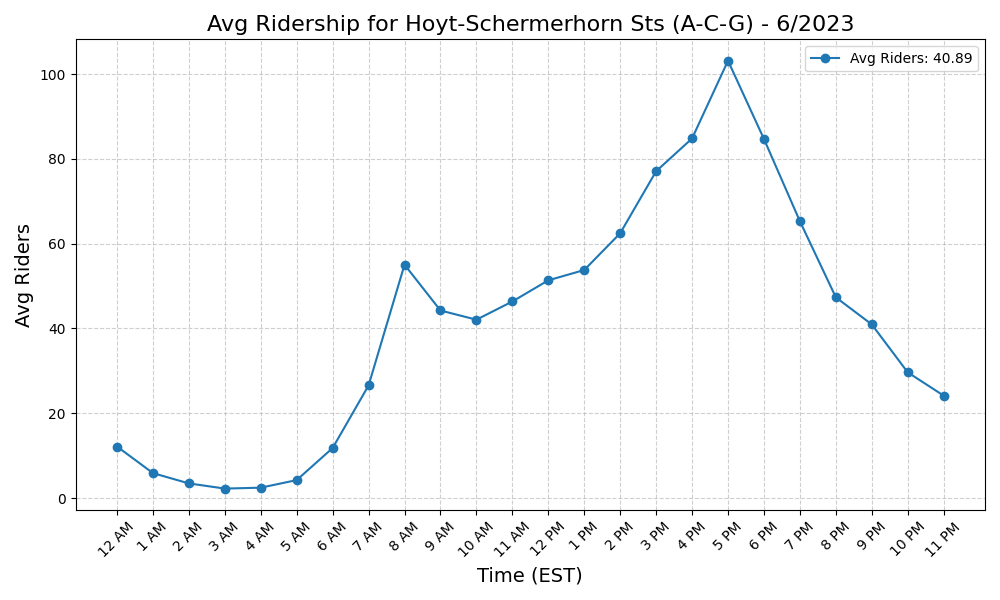 Avg Ridership for Hoyt-Schermerhorn Sts (A-C-G) - 6/2023
Avg Riders: 40.89
Avg Riders
100
80
60
40
20
0
12 AM
1 AM
2 AM
3 AM
4 AM
5 AM
6 AM
7 AM
8 AM
9 AM
10 AM
11 AM
12 PM
1 PM
2 PM
3 PM
4 PM
5 PM
6 PM
7 PM
8 PM
9 PM
10 PM
11 PM
Time (EST)